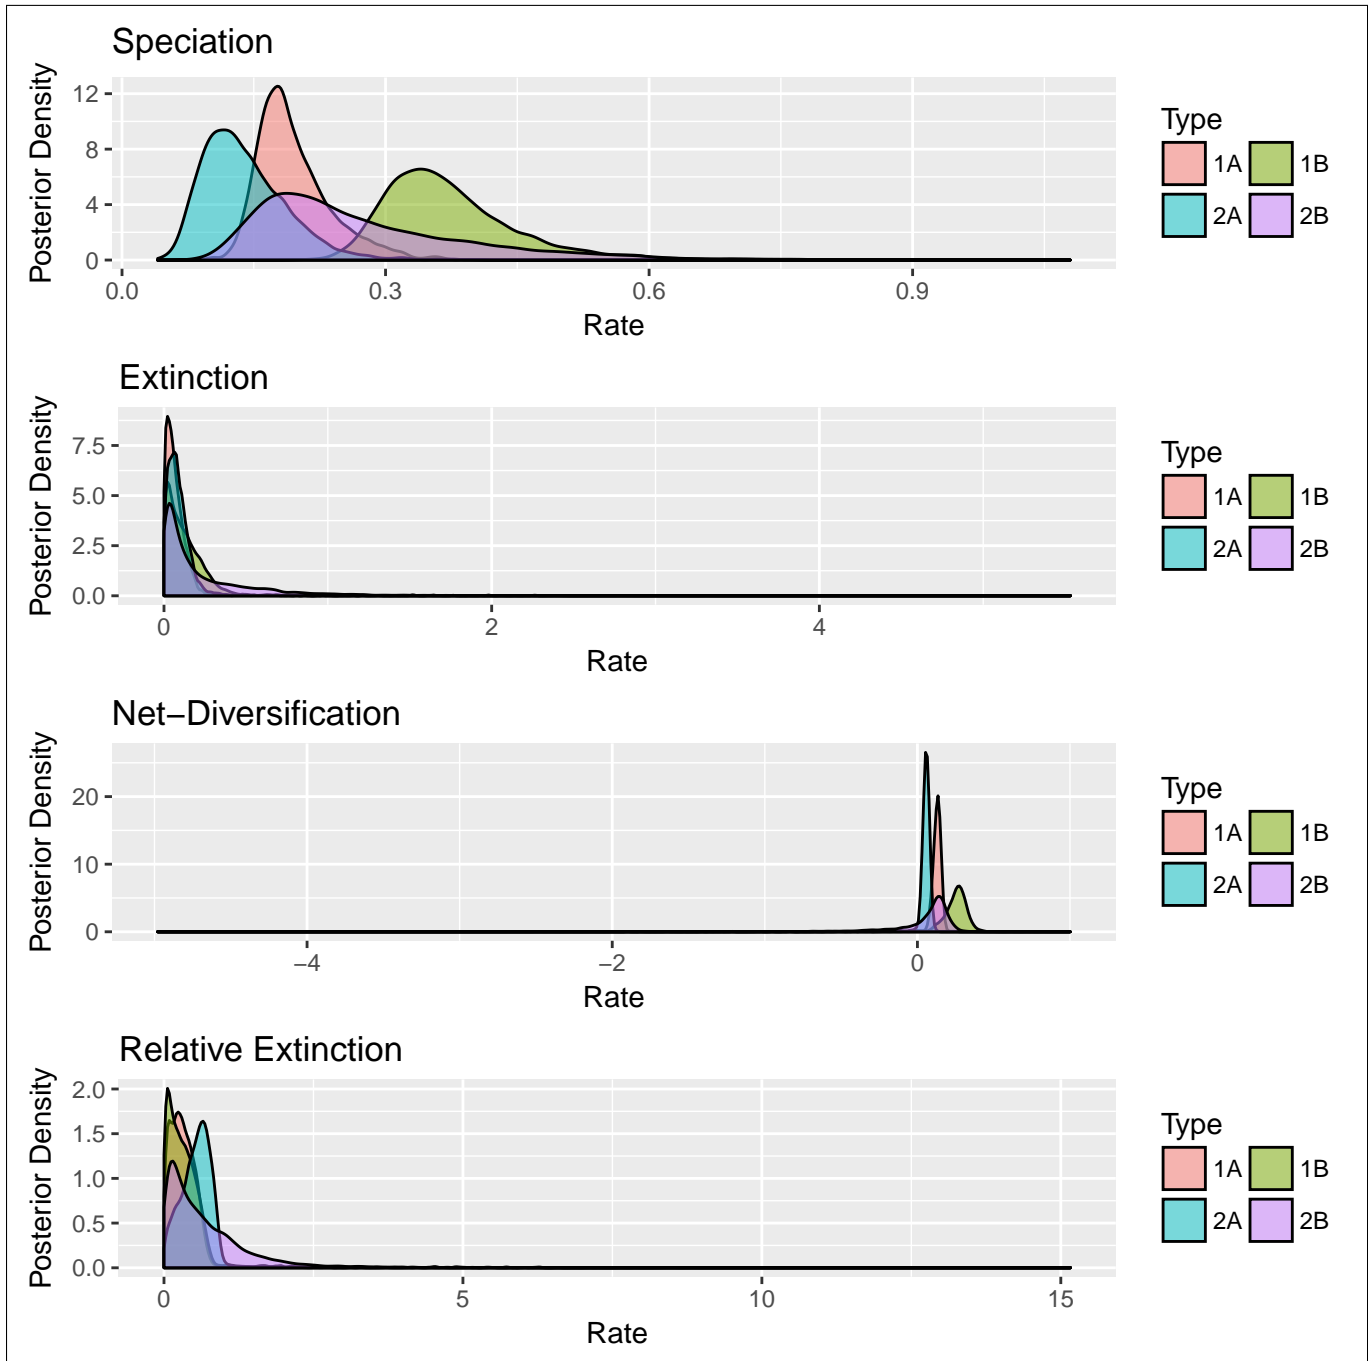 Speciation
Posterior Density
12
8
4
0
0.0 0.3 0.6 0.9
Rate
Type
1A 1B
2A 2B
Extinction
Posterior Density
7.5
5.0
2.5
0.0
0 2 4
Rate
Type
1A 1B
2A 2B
Net−Diversification
Posterior Density
20
10
0
−4 −2 0
Rate
Type
1A 1B
2A 2B
Relative Extinction
Posterior Density
2.0
1.5
1.0
0.5
0.0
0 5 10 15
Rate
Type
1A 1B
2A 2B